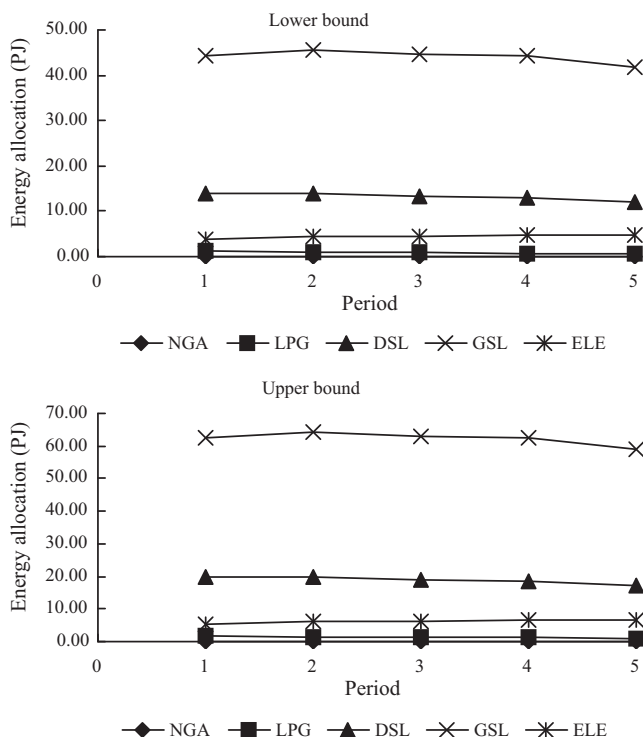 Lower bound
Energy allocation (PJ)
50.00
40.00
30.00
20.00
10.00
0.00
0 1 2 3 4 5
Period
NGA LPG DSL GSL ELE
Upper bound
Energy allocation (PJ)
70.00
60.00
50.00
40.00
30.00
20.00
10.00
0.00
0 1 2 3 4 5
Period
NGA LPG DSL GSL ELE